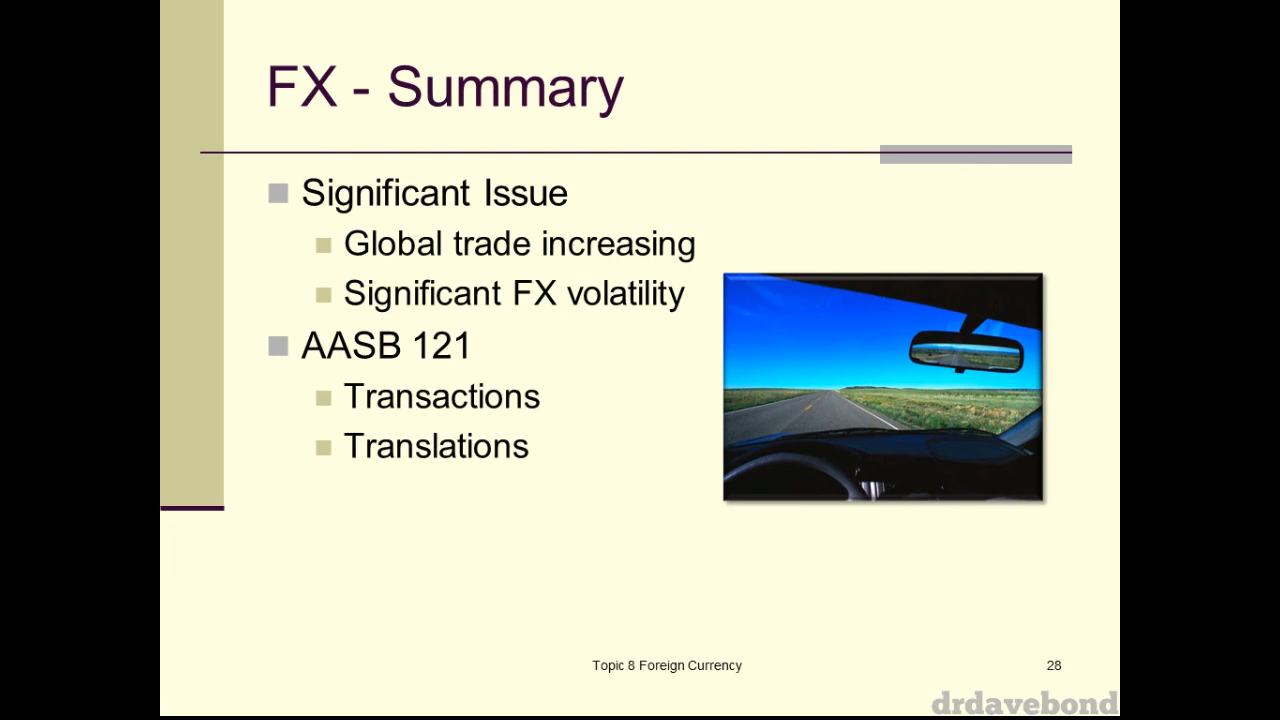 FX - Summary
Significant Issue
Global trade increasing
Significant FX volatility
AASB 121
Transactions
Translations
Topic 8 Foreign Currency
28
drdavebond